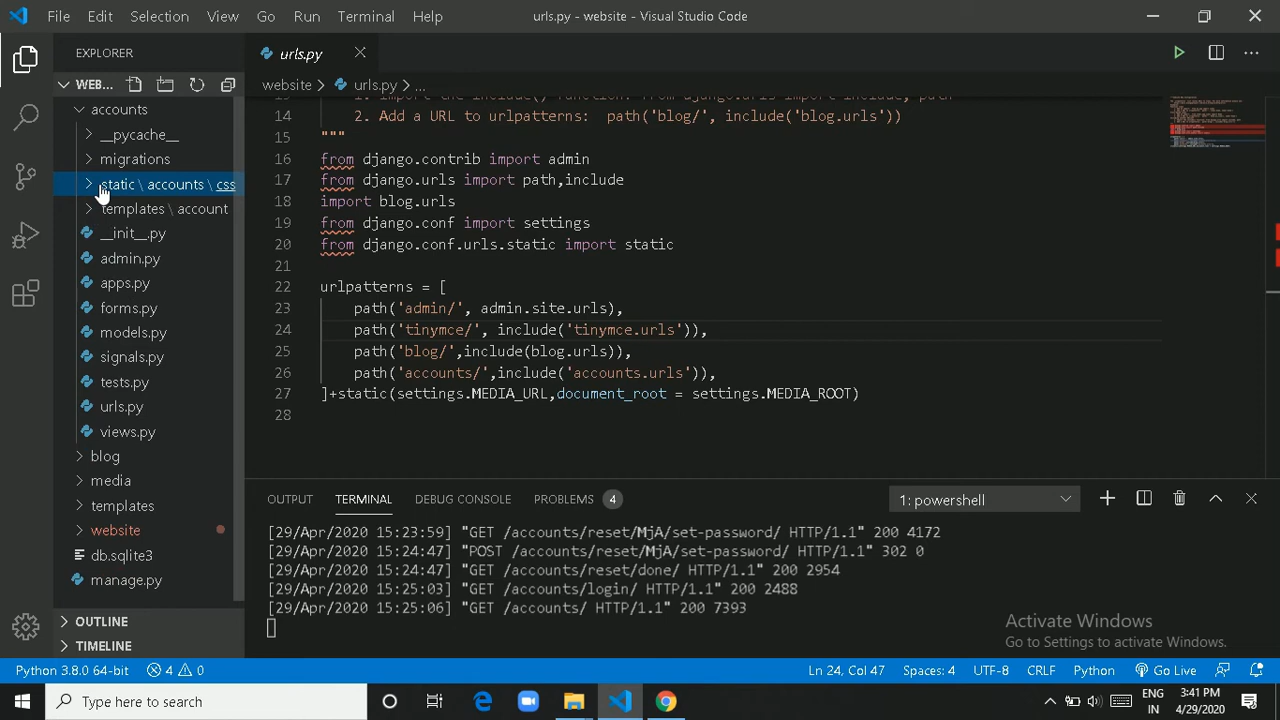 File Edit Selection View Go Run Terminal Help urls.py - website - Visual Studio Code
EXPLORER
urls.py
WEB...
website > urls.py > ...
accounts
__pycache__
migrations
static \ accounts \ css
templates \ account
__init__.py
admin.py
apps.py
forms.py
models.py
signals.py
tests.py
urls.py
views.py
blog
media
templates
website
db.sqlite3
manage.py
OUTLINE
TIMELINE
13 1. Import the include() function: from django.urls import include, path
14 2. Add a URL to urlpatterns:  path('blog/', include('blog.urls'))
15 """
16 from django.contrib import admin
17 from django.urls import path,include
18 import blog.urls
19 from django.conf import settings
20 from django.conf.urls.static import static
21
22 urlpatterns = [
23 path('admin/', admin.site.urls),
24 path('tinymce/', include('tinymce.urls')),
25 path('blog/',include(blog.urls)),
26 path('accounts/',include('accounts.urls')),
27 ]+static(settings.MEDIA_URL,document_root = settings.MEDIA_ROOT)
28
OUTPUT TERMINAL DEBUG CONSOLE PROBLEMS 4 1: powershell
[29/Apr/2020 15:23:59] "GET /accounts/reset/MjA/set-password/ HTTP/1.1" 200 4172
[29/Apr/2020 15:24:47] "POST /accounts/reset/MjA/set-password/ HTTP/1.1" 302 0
[29/Apr/2020 15:24:47] "GET /accounts/reset/done/ HTTP/1.1" 200 2954
[29/Apr/2020 15:25:03] "GET /accounts/login/ HTTP/1.1" 200 2488
[29/Apr/2020 15:25:06] "GET /accounts/ HTTP/1.1" 200 7393
Activate Windows
Go to Settings to activate Windows.
Python 3.8.0 64-bit 4 0 Ln 24, Col 47 Spaces: 4 UTF-8 CRLF Python Go Live
Type here to search
ENG
IN
3:41 PM
4/29/2020